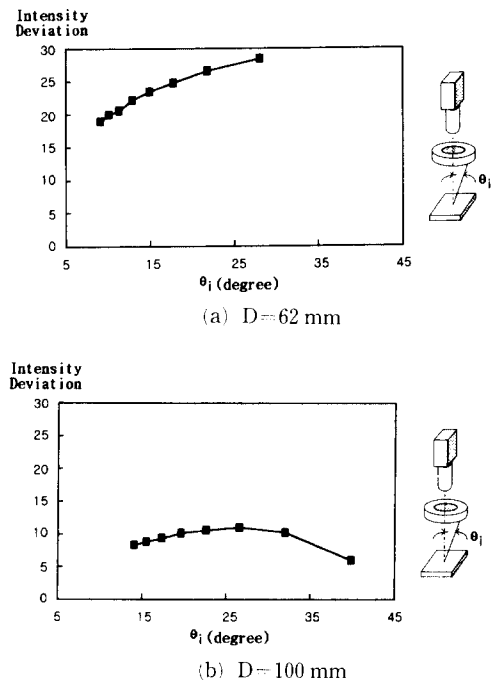 Intensity
Deviation
30
25
20
15
10
5
0
5 15 25 35 45
θi (degree)
θi
(a) D=62 mm
Intensity
Deviation
30
25
20
15
10
5
0
5 15 25 35 45
θi (degree)
θi
(b) D=100 mm